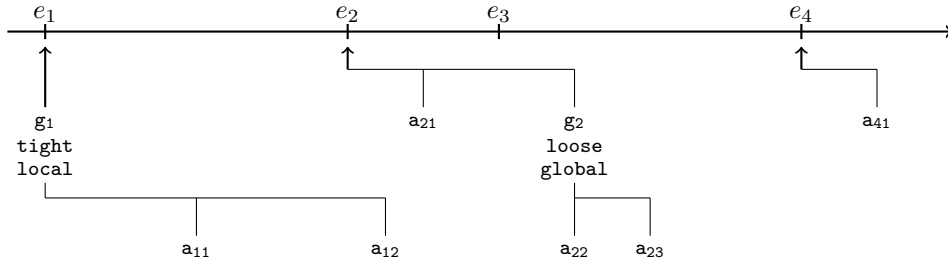 e₁ e₂ e₃ e₄
g₁ a₂₁ g₂ a₄₁
tight loose
local global
a₁₁ a₁₂ a₂₂ a₂₃